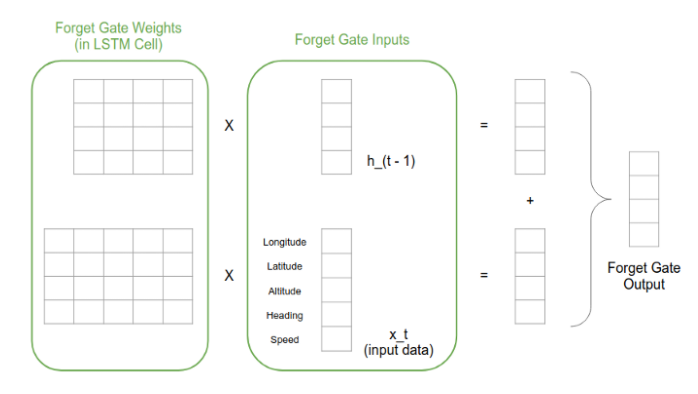 Forget Gate Weights
(in LSTM Cell)
Forget Gate Inputs
X
h_(t - 1)
=
+
X
Longitude
Latitude
Altitude
Heading
Speed
x_t
(input data)
=
Forget Gate
Output